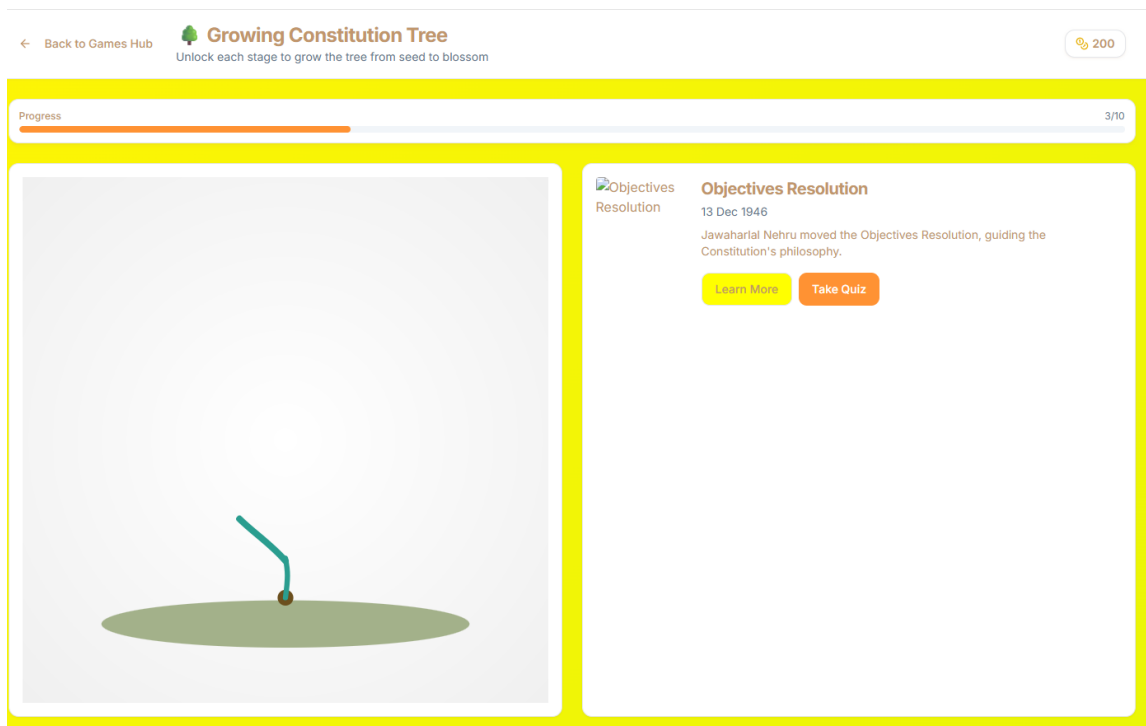 Back to Games Hub
Growing Constitution Tree
Unlock each stage to grow the tree from seed to blossom
200
Progress
3/10
Objectives
Resolution
Objectives Resolution
13 Dec 1946
Jawaharlal Nehru moved the Objectives Resolution, guiding the
Constitution's philosophy.
Learn More
Take Quiz